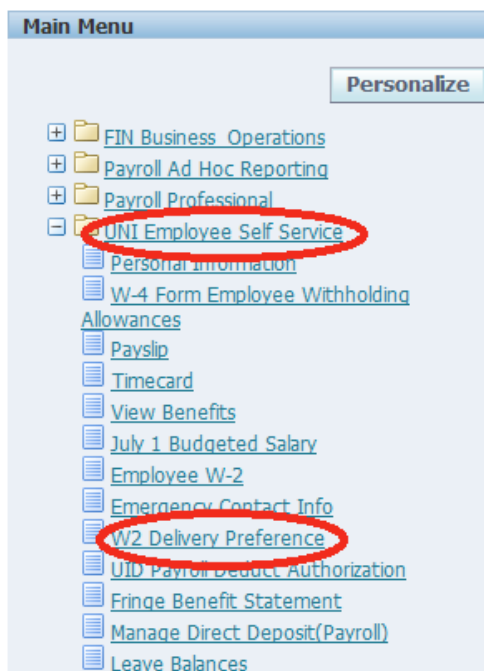 Main Menu
Personalize
FIN Business Operations
Payroll Ad Hoc Reporting
Payroll Professional
UNI Employee Self Service
Personal Information
W-4 Form Employee Withholding
Allowances
Payslip
Timecard
View Benefits
July 1 Budgeted Salary
Employee W-2
Emergency Contact Info
W2 Delivery Preference
UID Payroll Deduct Authorization
Fringe Benefit Statement
Manage Direct Deposit(Payroll)
Leave Balances